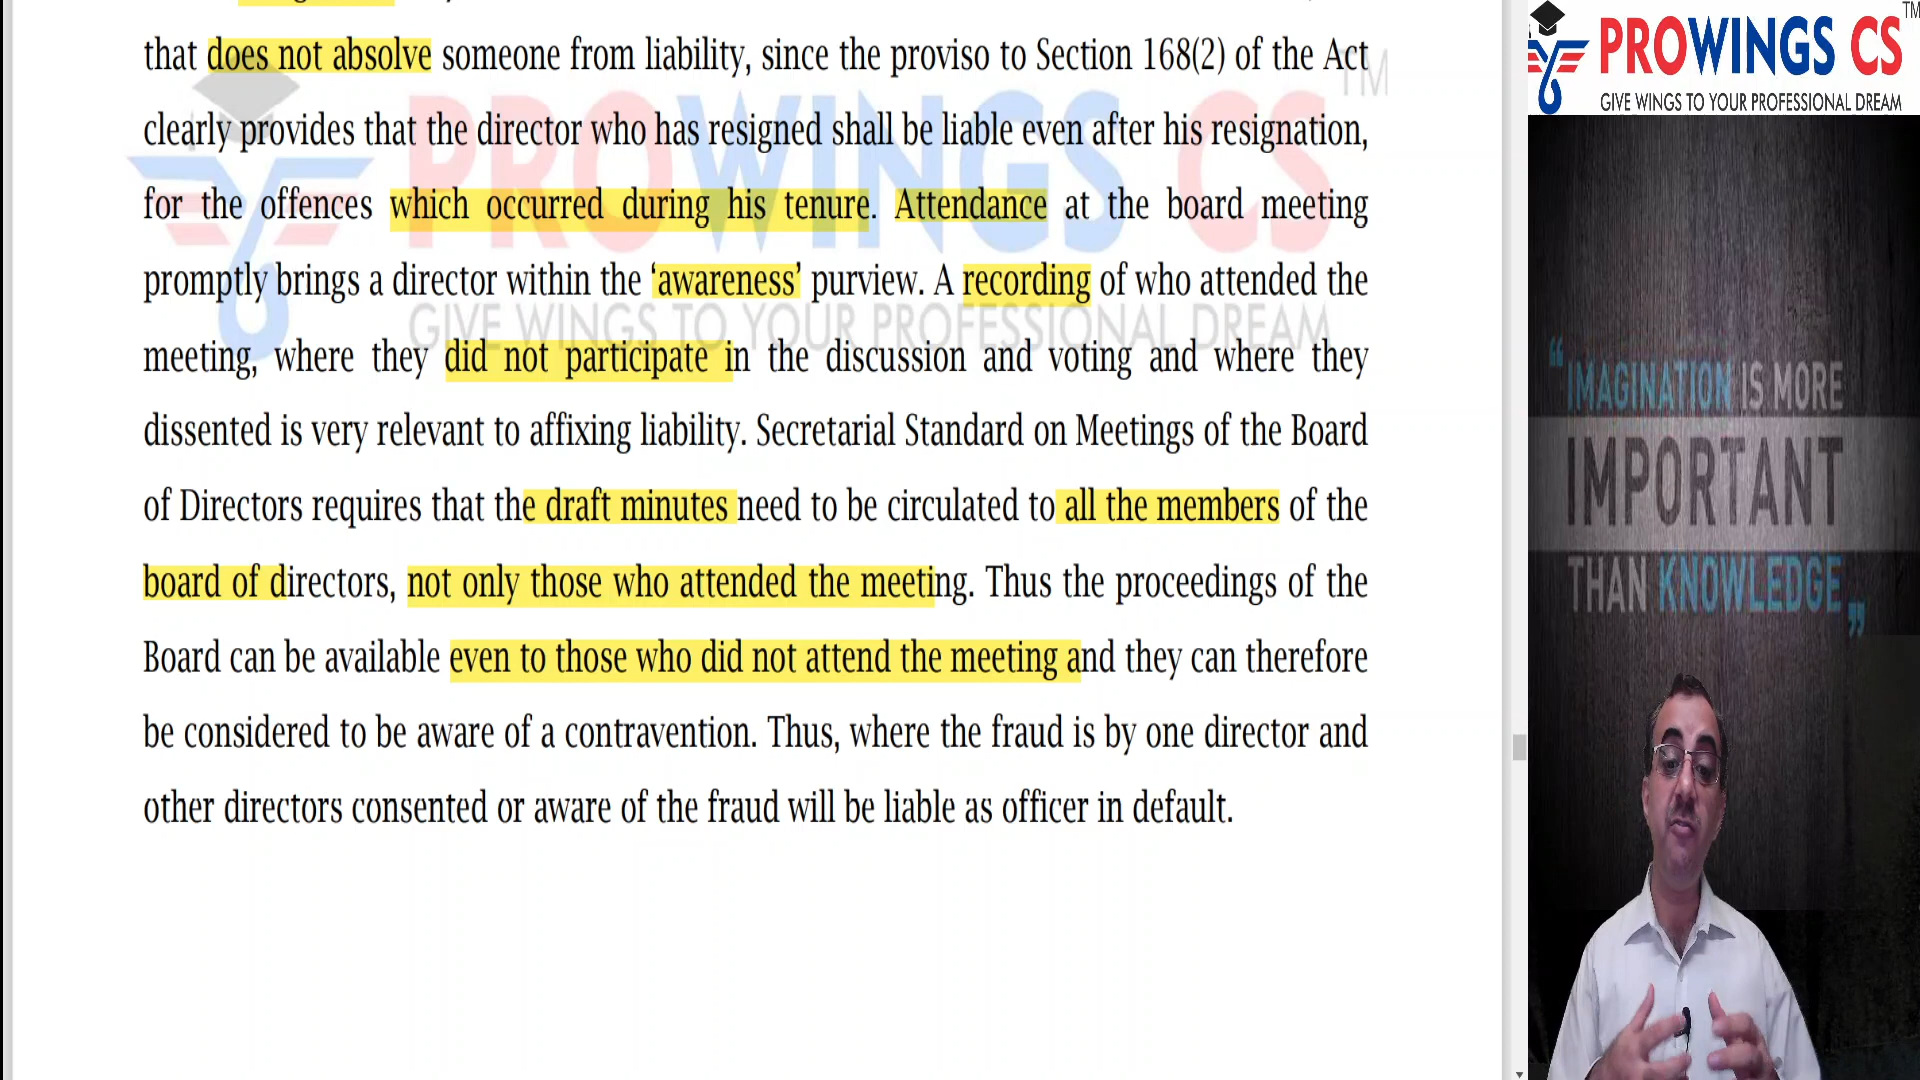 that does not absolve someone from liability, since the proviso to Section 168(2) of the Act
clearly provides that the director who has resigned shall be liable even after his resignation,
for the offences which occurred during his tenure. Attendance at the board meeting
promptly brings a director within the ‘awareness’ purview. A recording of who attended the
meeting, where they did not participate in the discussion and voting and where they
dissented is very relevant to affixing liability. Secretarial Standard on Meetings of the Board
of Directors requires that the draft minutes need to be circulated to all the members of the
board of directors, not only those who attended the meeting. Thus the proceedings of the
Board can be available even to those who did not attend the meeting and they can therefore
be considered to be aware of a contravention. Thus, where the fraud is by one director and
other directors consented or aware of the fraud will be liable as officer in default.
PROWINGS CS TM
GIVE WINGS TO YOUR PROFESSIONAL DREAM
PROWINGS CS TM
GIVE WINGS TO YOUR PROFESSIONAL DREAM
“IMAGINATION IS MORE
IMPORTANT
THAN KNOWLEDGE”